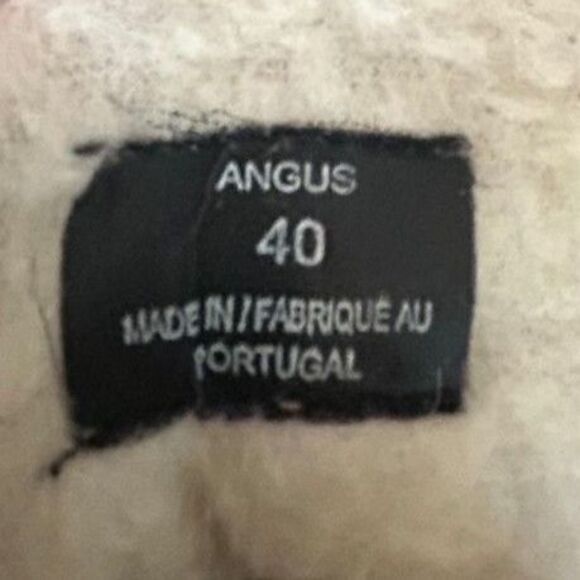 ANGUS
40
MADE IN / FABRIQUÉ AU
PORTUGAL